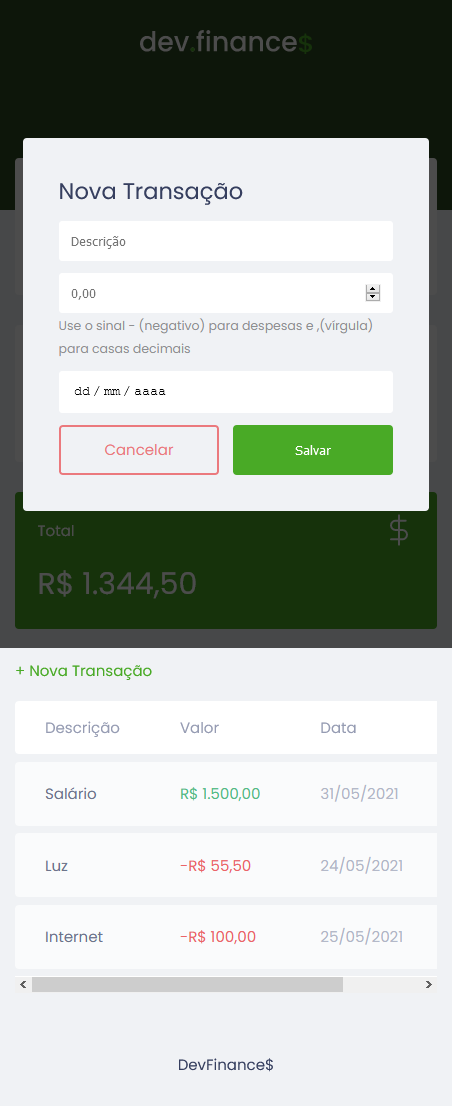 dev.finance$
Nova Transação
Descrição
0,00
Use o sinal - (negativo) para despesas e ,(vírgula)
para casas decimais
dd / mm / aaaa
Cancelar
Salvar
Total
$
R$ 1.344,50
+ Nova Transação
Descrição Valor Data
Salário R$ 1.500,00 31/05/2021
Luz -R$ 55,50 24/05/2021
Internet -R$ 100,00 25/05/2021
DevFinance$